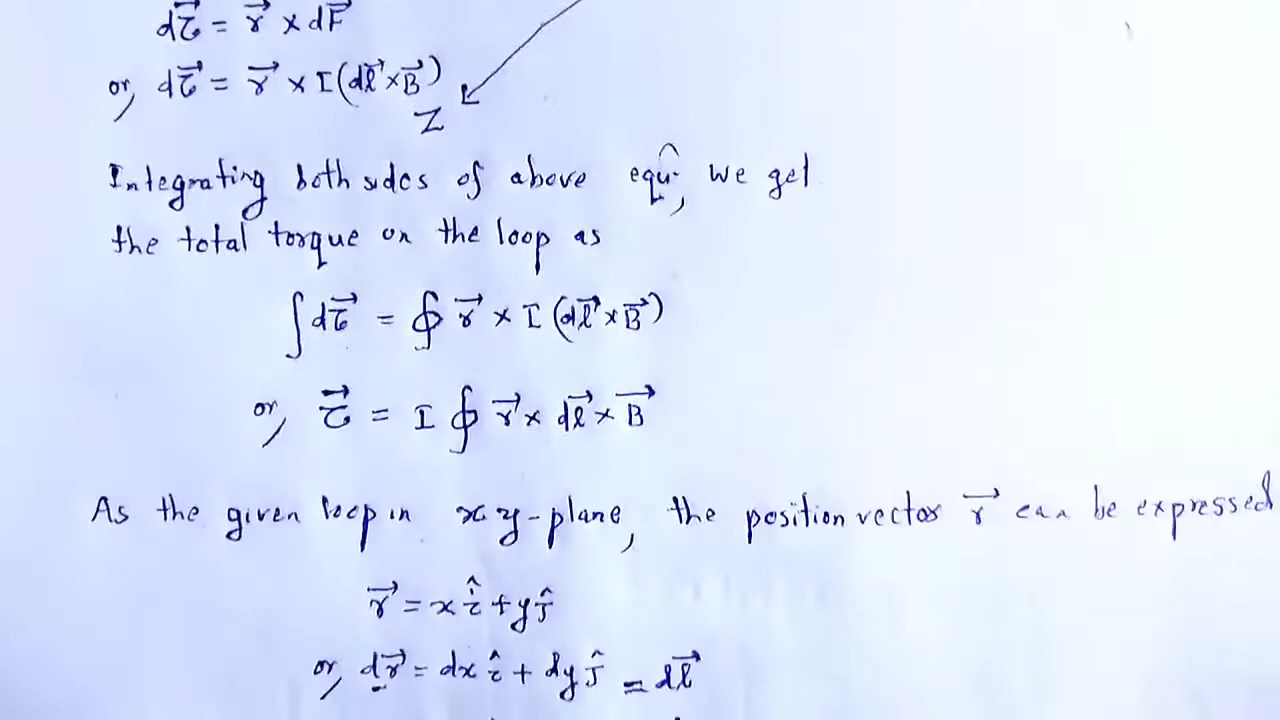 dτ⃗ = r⃗ × dF⃗
or, dτ⃗ = r⃗ × I(dl⃗ × B⃗)
Z
Integrating both sides of above equn., we get
the total torque on the loop as
∫dτ⃗ = ∮ r⃗ × I (dl⃗ × B⃗)
or, τ⃗ = I ∮ r⃗ × dl⃗ × B⃗
As the given loop in xy-plane, the position vector r⃗ can be expressed
r⃗ = x î + y ĵ
or, dr⃗ = dx î + dy ĵ = dl⃗